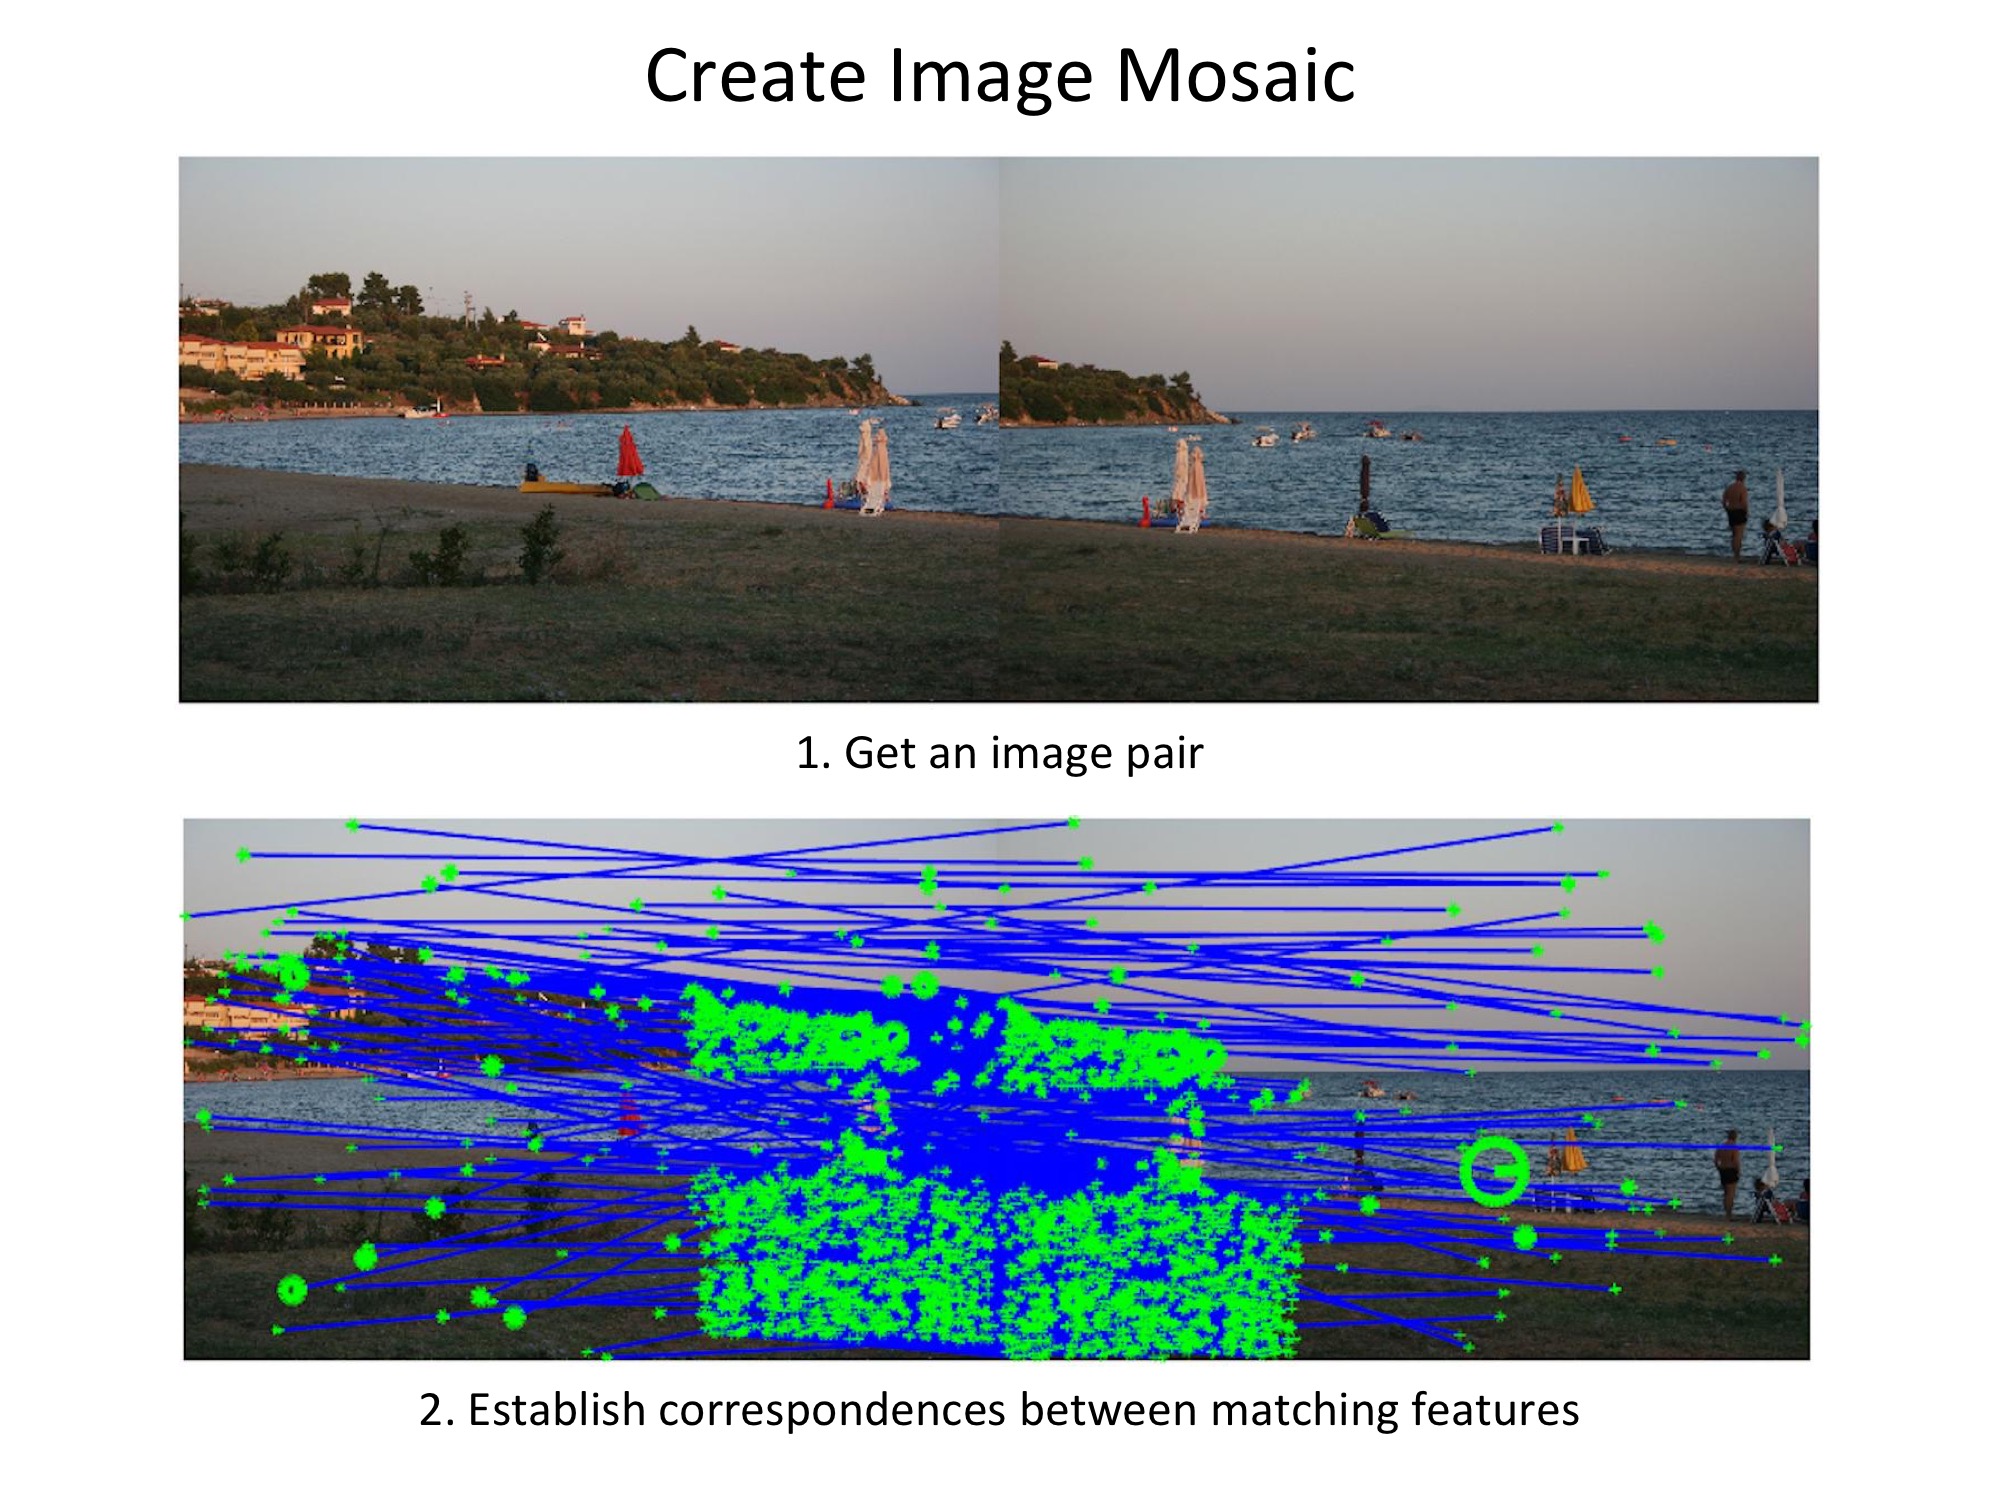 Create Image Mosaic
1. Get an image pair
2. Establish correspondences between matching features